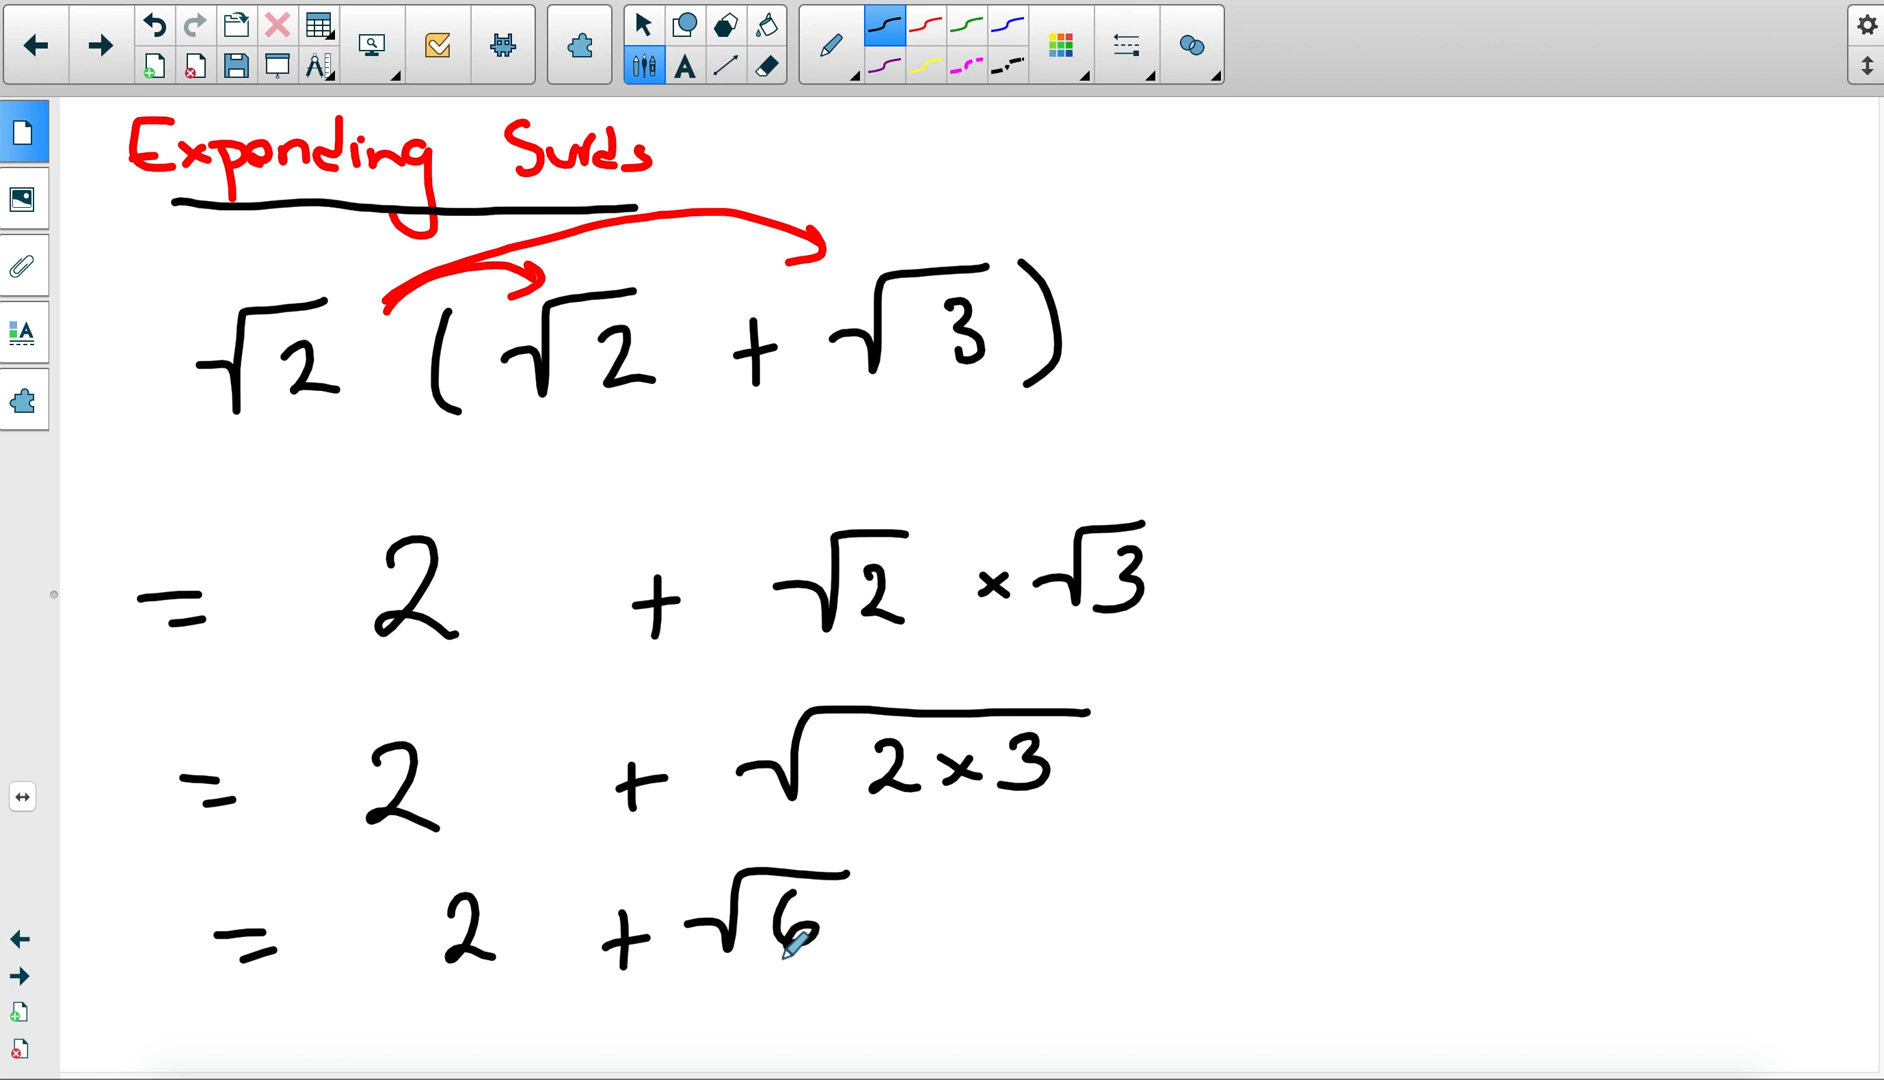 Expanding Surds
√2 ( √2 + √3 )
= 2 + √2 × √3
= 2 + √2 × 3
= 2 + √6